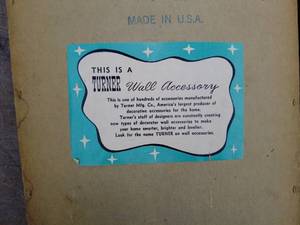 MADE IN U.S.A.
THIS IS A
TURNER Wall Accessory
This is one of hundreds of accessories manufactured
by Turner Mfg. Co., America's largest producer of
decorative accessories for the home.
Turner's staff of designers are constantly creating
new types of decorator wall accessories to make
your home smarter, brighter and lovelier.
Look for the name TURNER on wall accessories.